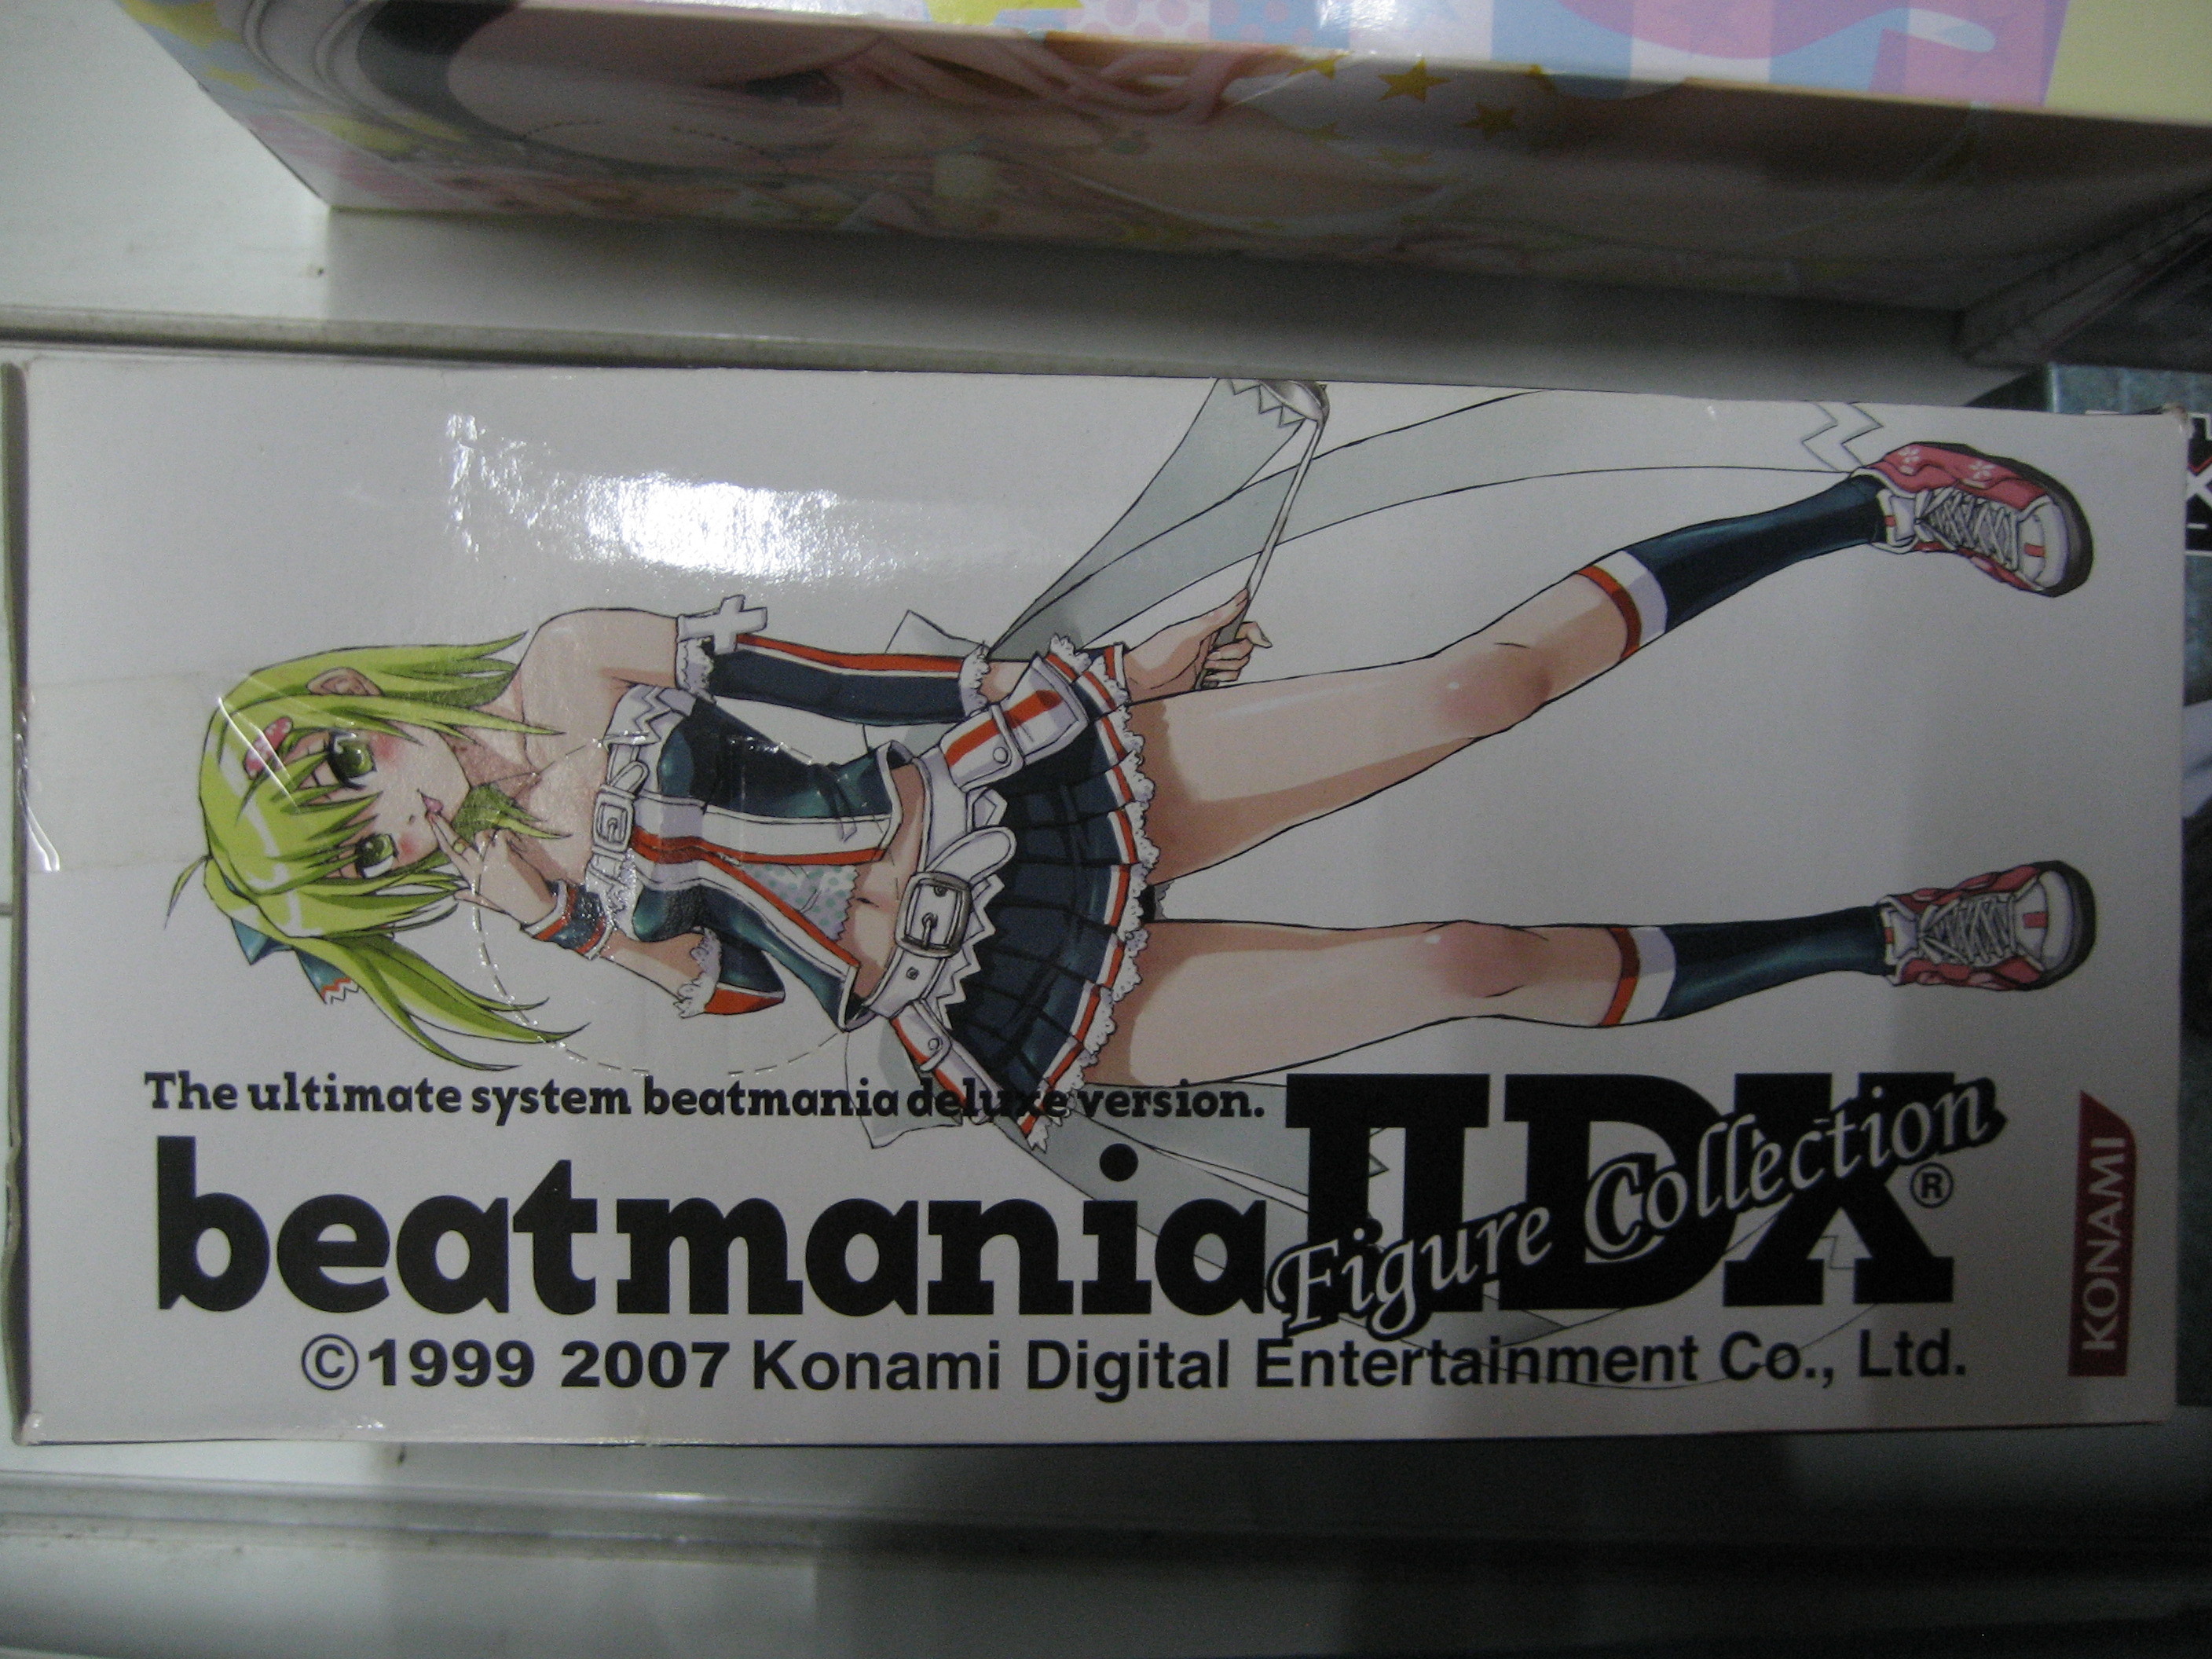 The ultimate system beatmania deluxe version.
beatmania IIDX®
Figure Collection
©1999 2007 Konami Digital Entertainment Co., Ltd.
KONAMI